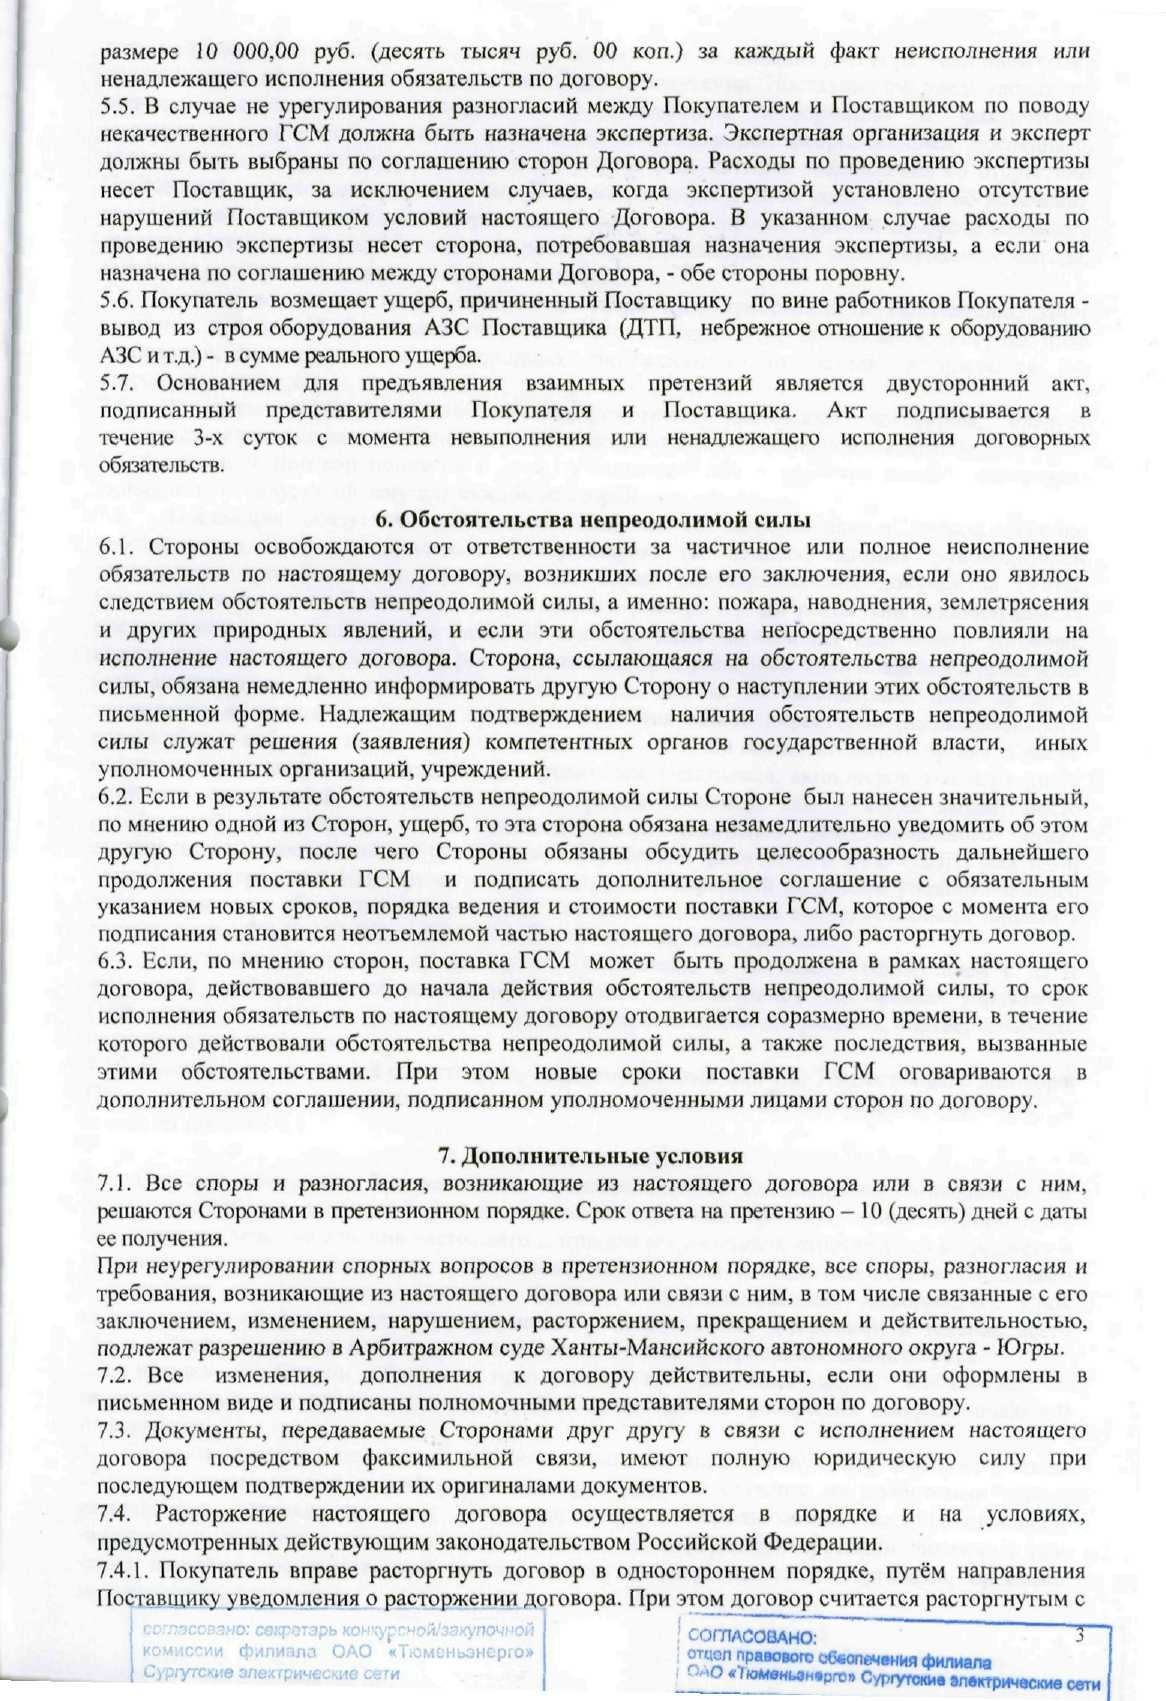 размере 10 000,00 руб. (десять тысяч руб. 00 коп.) за каждый факт неисполнения или
ненадлежащего исполнения обязательств по договору.
5.5. В случае не урегулирования разногласий между Покупателем и Поставщиком по поводу
некачественного ГСМ должна быть назначена экспертиза. Экспертная организация и эксперт
должны быть выбраны по соглашению сторон Договора. Расходы по проведению экспертизы
несет Поставщик, за исключением случаев, когда экспертизой установлено отсутствие
нарушений Поставщиком условий настоящего Договора. В указанном случае расходы по
проведению экспертизы несет сторона, потребовавшая назначения экспертизы, а если она
назначена по соглашению между сторонами Договора, - обе стороны поровну.
5.6. Покупатель возмещает ущерб, причиненный Поставщику по вине работников Покупателя -
вывод из строя оборудования АЗС Поставщика (ДТП, небрежное отношение к оборудованию
АЗС и т.д.) - в сумме реального ущерба.
5.7. Основанием для предъявления взаимных претензий является двусторонний акт,
подписанный представителями Покупателя и Поставщика. Акт подписывается в
течение 3-х суток с момента невыполнения или ненадлежащего исполнения договорных
обязательств.
6. Обстоятельства непреодолимой силы
6.1. Стороны освобождаются от ответственности за частичное или полное неисполнение
обязательств по настоящему договору, возникших после его заключения, если оно явилось
следствием обстоятельств непреодолимой силы, а именно: пожара, наводнения, землетрясения
и других природных явлений, и если эти обстоятельства непосредственно повлияли на
исполнение настоящего договора. Сторона, ссылающаяся на обстоятельства непреодолимой
силы, обязана немедленно информировать другую Сторону о наступлении этих обстоятельств в
письменной форме. Надлежащим подтверждением наличия обстоятельств непреодолимой
силы служат решения (заявления) компетентных органов государственной власти, иных
уполномоченных организаций, учреждений.
6.2. Если в результате обстоятельств непреодолимой силы Стороне был нанесен значительный,
по мнению одной из Сторон, ущерб, то эта сторона обязана незамедлительно уведомить об этом
другую Сторону, после чего Стороны обязаны обсудить целесообразность дальнейшего
продолжения поставки ГСМ и подписать дополнительное соглашение с обязательным
указанием новых сроков, порядка ведения и стоимости поставки ГСМ, которое с момента его
подписания становится неотъемлемой частью настоящего договора, либо расторгнуть договор.
6.3. Если, по мнению сторон, поставка ГСМ может быть продолжена в рамках настоящего
договора, действовавшего до начала действия обстоятельств непреодолимой силы, то срок
исполнения обязательств по настоящему договору отодвигается соразмерно времени, в течение
которого действовали обстоятельства непреодолимой силы, а также последствия, вызванные
этими обстоятельствами. При этом новые сроки поставки ГСМ оговариваются в
дополнительном соглашении, подписанном уполномоченными лицами сторон по договору.
7. Дополнительные условия
7.1. Все споры и разногласия, возникающие из настоящего договора или в связи с ним,
решаются Сторонами в претензионном порядке. Срок ответа на претензию – 10 (десять) дней с даты
ее получения.
При неурегулировании спорных вопросов в претензионном порядке, все споры, разногласия и
требования, возникающие из настоящего договора или связи с ним, в том числе связанные с его
заключением, изменением, нарушением, расторжением, прекращением и действительностью,
подлежат разрешению в Арбитражном суде Ханты-Мансийского автономного округа - Югры.
7.2. Все изменения, дополнения к договору действительны, если они оформлены в
письменном виде и подписаны полномочными представителями сторон по договору.
7.3. Документы, передаваемые Сторонами друг другу в связи с исполнением настоящего
договора посредством факсимильной связи, имеют полную юридическую силу при
последующем подтверждении их оригиналами документов.
7.4. Расторжение настоящего договора осуществляется в порядке и на условиях,
предусмотренных действующим законодательством Российской Федерации.
7.4.1. Покупатель вправе расторгнуть договор в одностороннем порядке, путём направления
Поставщику уведомления о расторжении договора. При этом договор считается расторгнутым с
согласовано: секретарь конкурсной/закупочной
комиссии филиала ОАО «Тюменьэнерго»
Сургутские электрические сети
3
СОГЛАСОВАНО:
отдел правового обеспечения филиала
ОАО «Тюменьэнерго» Сургутские электрические сети